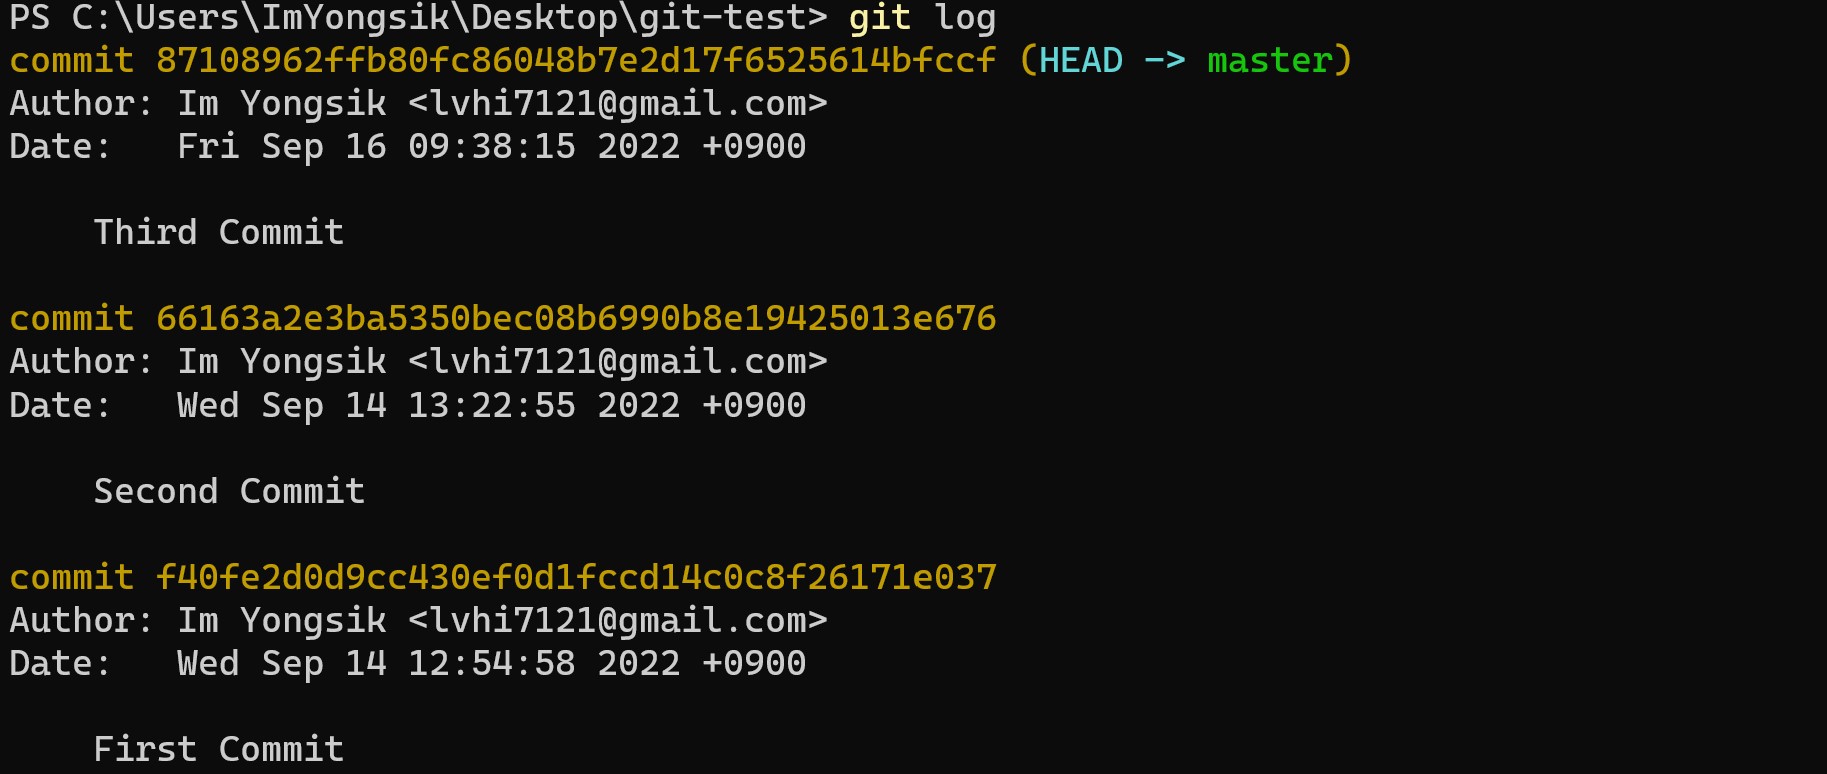 PS C:\Users\ImYongsik\Desktop\git-test> git log
commit 87108962ffb80fc86048b7e2d17f6525614bfccf (HEAD -> master)
Author: Im Yongsik <lvhi7121@gmail.com>
Date:   Fri Sep 16 09:38:15 2022 +0900
    Third Commit
commit 66163a2e3ba5350bec08b6990b8e19425013e676
Author: Im Yongsik <lvhi7121@gmail.com>
Date:   Wed Sep 14 13:22:55 2022 +0900
    Second Commit
commit f40fe2d0d9cc430ef0d1fccd14c0c8f26171e037
Author: Im Yongsik <lvhi7121@gmail.com>
Date:   Wed Sep 14 12:54:58 2022 +0900
    First Commit